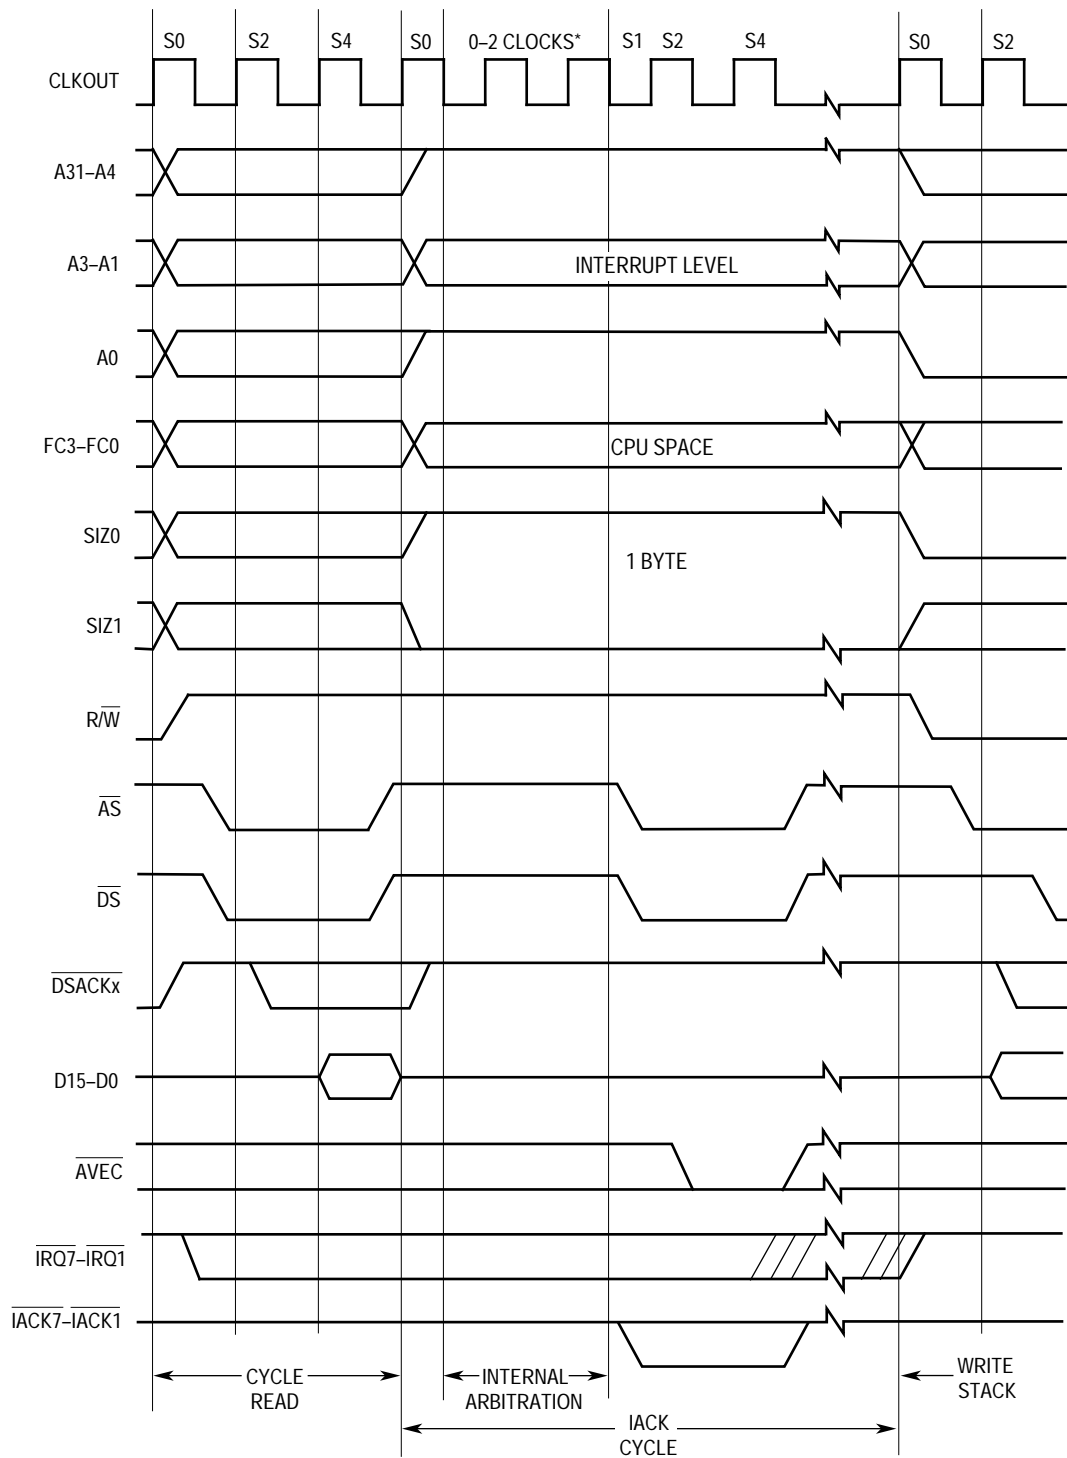 S0 S2 S4 S0 0–2 CLOCKS* S1 S2 S4 S0 S2
CLKOUT
A31–A4
A3–A1 INTERRUPT LEVEL
A0
FC3–FC0 CPU SPACE
SIZ0
1 BYTE
SIZ1
R/W
AS
DS
DSACKx
D15–D0
AVEC
IRQ7–IRQ1
IACK7–IACK1
CYCLE READ
INTERNAL ARBITRATION
WRITE STACK
IACK CYCLE